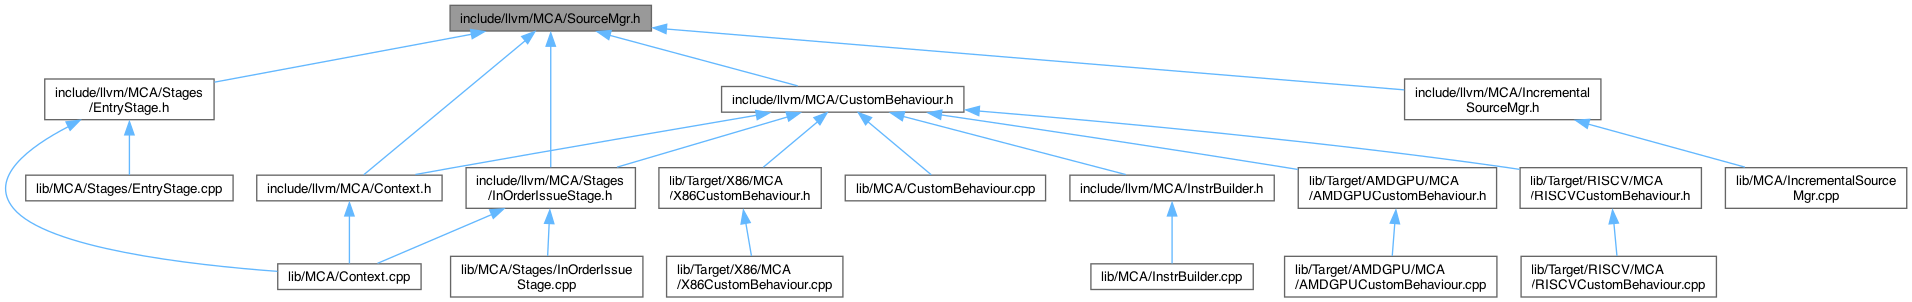 include/llvm/MCA/SourceMgr.h
include/llvm/MCA/Stages
/EntryStage.h
include/llvm/MCA/CustomBehaviour.h
include/llvm/MCA/Incremental
SourceMgr.h
lib/MCA/Stages/EntryStage.cpp
include/llvm/MCA/Context.h
include/llvm/MCA/Stages
/InOrderIssueStage.h
lib/Target/X86/MCA
/X86CustomBehaviour.h
lib/MCA/CustomBehaviour.cpp
include/llvm/MCA/InstrBuilder.h
lib/Target/AMDGPU/MCA
/AMDGPUCustomBehaviour.h
lib/Target/RISCV/MCA
/RISCVCustomBehaviour.h
lib/MCA/IncrementalSource
Mgr.cpp
lib/MCA/Context.cpp
lib/MCA/Stages/InOrderIssue
Stage.cpp
lib/Target/X86/MCA
/X86CustomBehaviour.cpp
lib/MCA/InstrBuilder.cpp
lib/Target/AMDGPU/MCA
/AMDGPUCustomBehaviour.cpp
lib/Target/RISCV/MCA
/RISCVCustomBehaviour.cpp